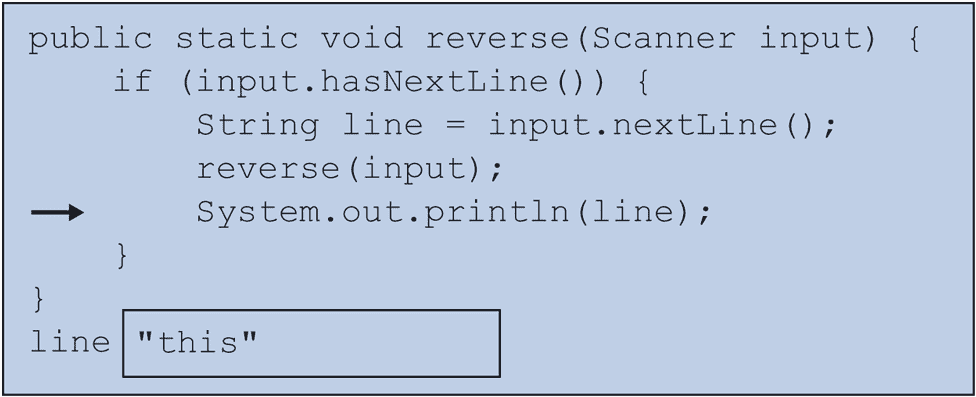 public static void reverse(Scanner input) {
    if (input.hasNextLine()) {
        String line = input.nextLine();
        reverse(input);
        System.out.println(line);
    }
}
line "this"